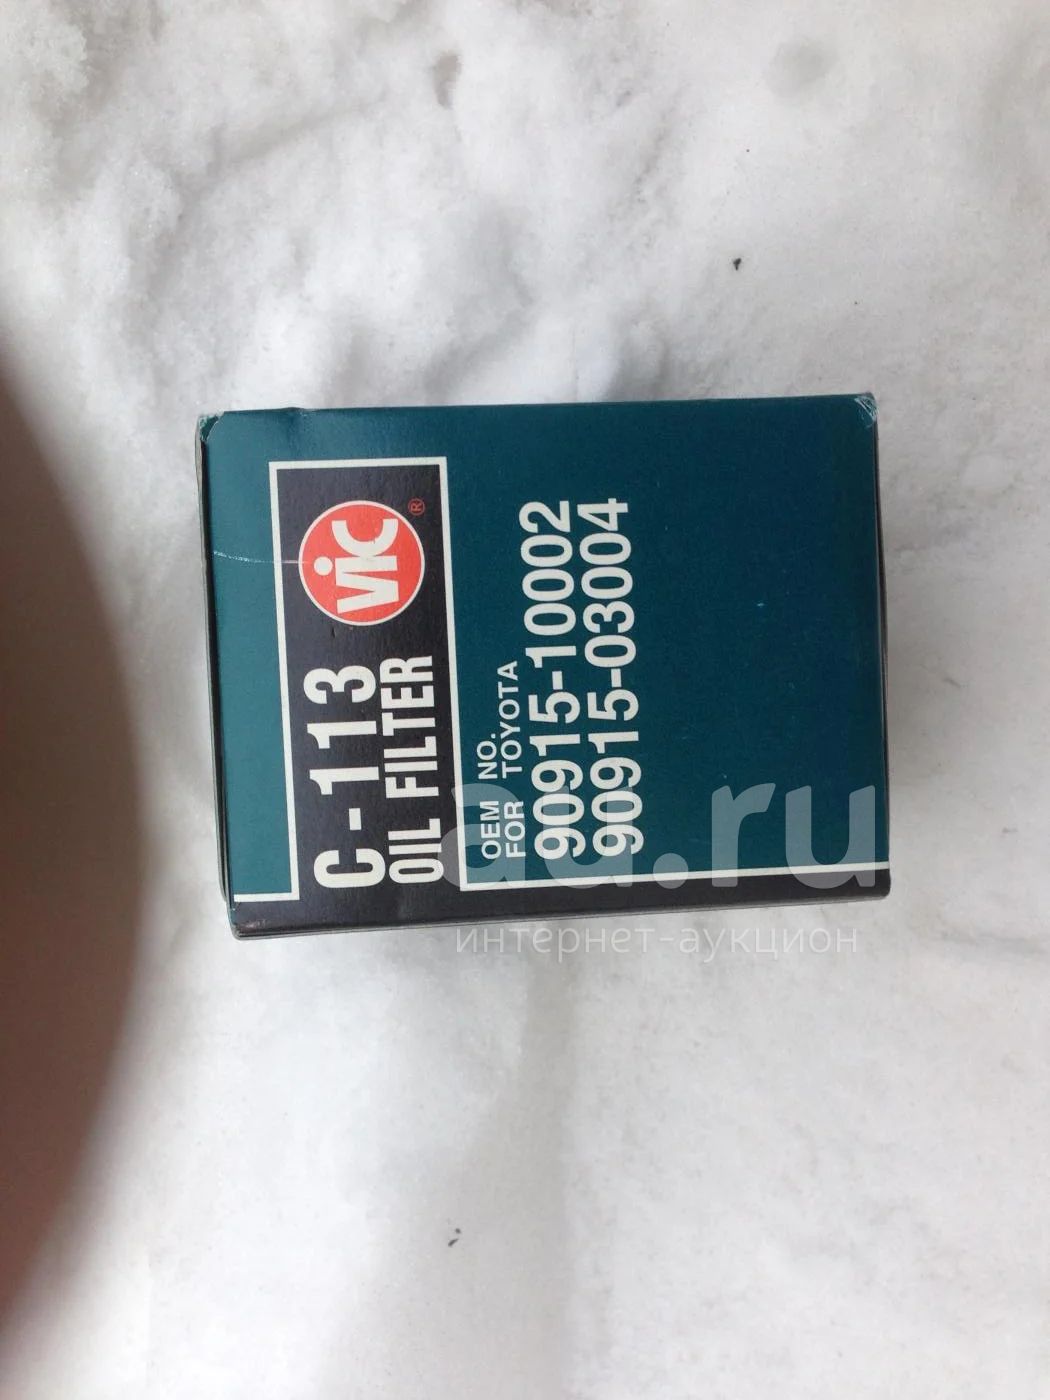 C-113
OIL FILTER
vic®
OEM NO.
FOR TOYOTA
90915-10002
90915-03004
au.ru
интернет-аукцион